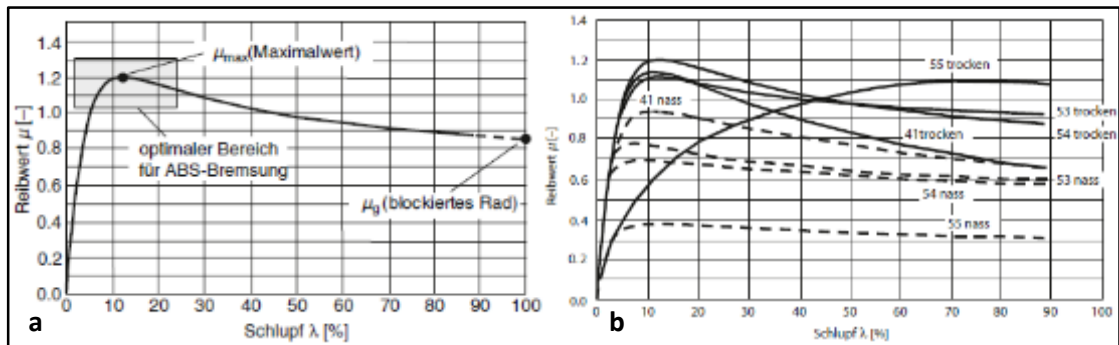 1.4
1.2
1.0
0.8
0.6
0.4
0.2
0.0
Reibwert μ [–]
μmax (Maximalwert)
optimaler Bereich
für ABS-Bremsung
μg (blockiertes Rad)
0 10 20 30 40 50 60 70 80 90 100
Schlupf λ [%]
a
1.4
1.2
1.0
0.8
0.6
0.4
0.2
0.0
Reibwert μ [–]
55 trocken
41 nass
53 trocken
54 trocken
41trocken
53 nass
54 nass
55 nass
0 10 20 30 40 50 60 70 80 90 100
Schlupf λ [%]
b